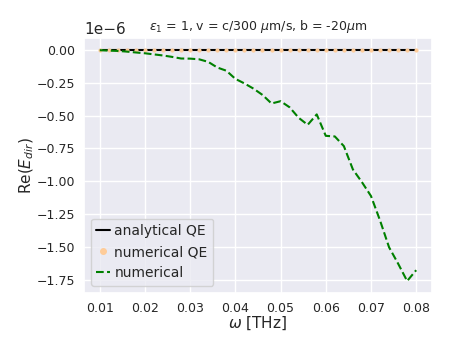 1e−6
ε₁ = 1, v = c/300 μm/s, b = -20μm
0.00
−0.25
−0.50
−0.75
−1.00
−1.25
−1.50
−1.75
Re(E_dir)
analytical QE
numerical QE
numerical
0.01 0.02 0.03 0.04 0.05 0.06 0.07 0.08
ω [THz]